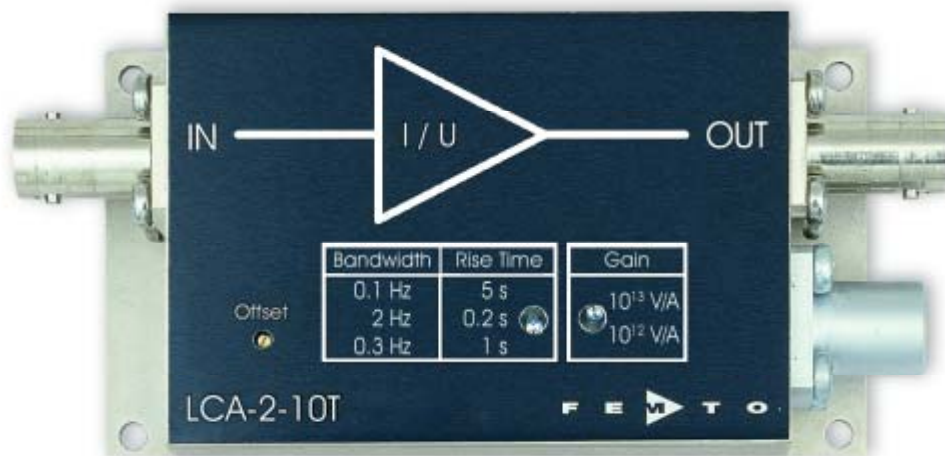 IN
I / U
OUT
Bandwidth Rise Time Gain
0.1 Hz 5 s 10¹³ V/A
2 Hz 0.2 s 10¹² V/A
0.3 Hz 1 s
Offset
LCA-2-10T
FEMTO